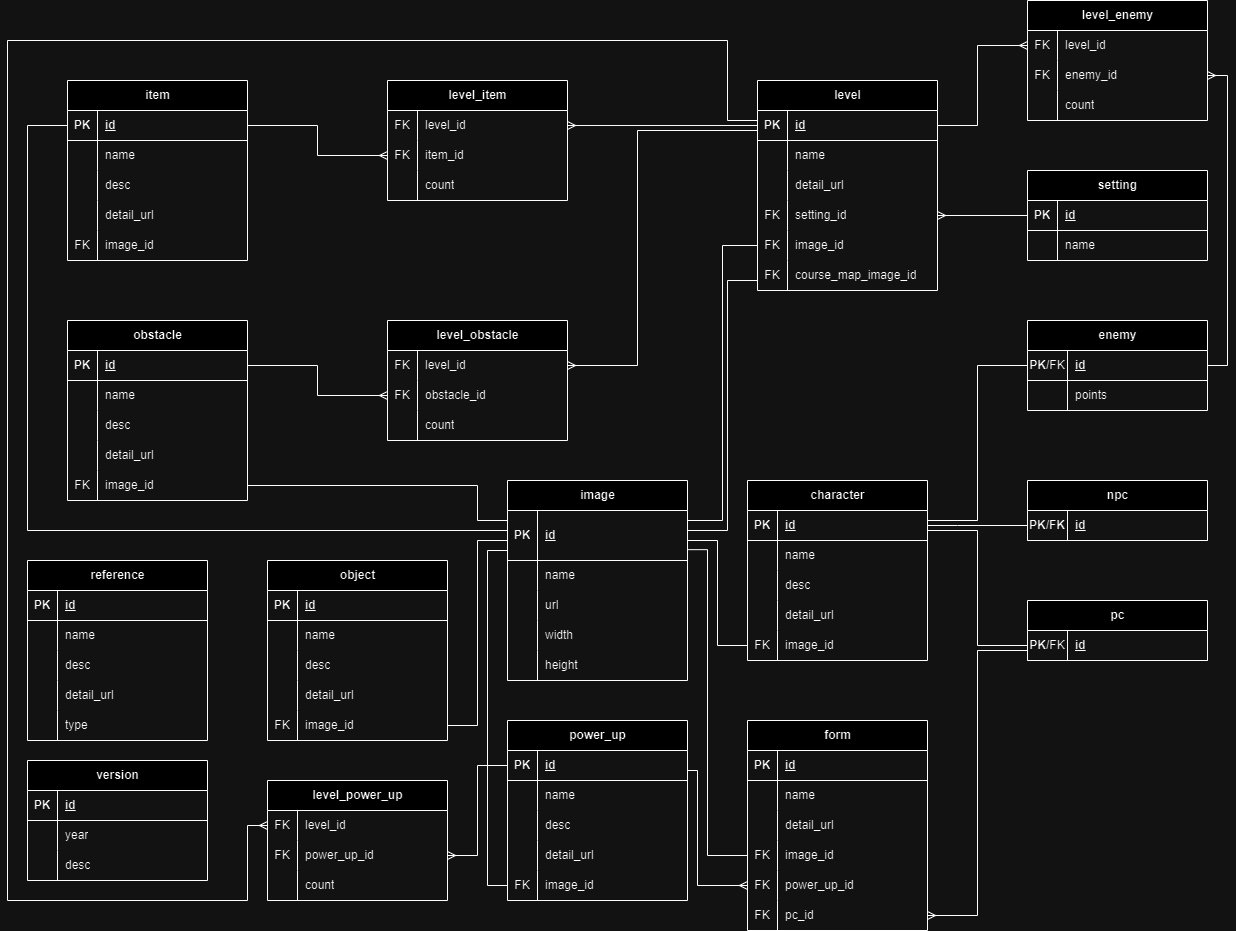 level_enemy
FK level_id
FK enemy_id
count
item
PK id
name
desc
detail_url
FK image_id
level_item
FK level_id
FK item_id
count
level
PK id
name
detail_url
FK setting_id
FK image_id
FK course_map_image_id
setting
PK id
name
obstacle
PK id
name
desc
detail_url
FK image_id
level_obstacle
FK level_id
FK obstacle_id
count
enemy
PK/FK id
points
image
PK id
name
url
width
height
character
PK id
name
desc
detail_url
FK image_id
npc
PK/FK id
reference
PK id
name
desc
detail_url
type
object
PK id
name
desc
detail_url
FK image_id
pc
PK/FK id
version
PK id
year
desc
level_power_up
FK level_id
FK power_up_id
count
power_up
PK id
name
desc
detail_url
FK image_id
form
PK id
name
detail_url
FK image_id
FK power_up_id
FK pc_id